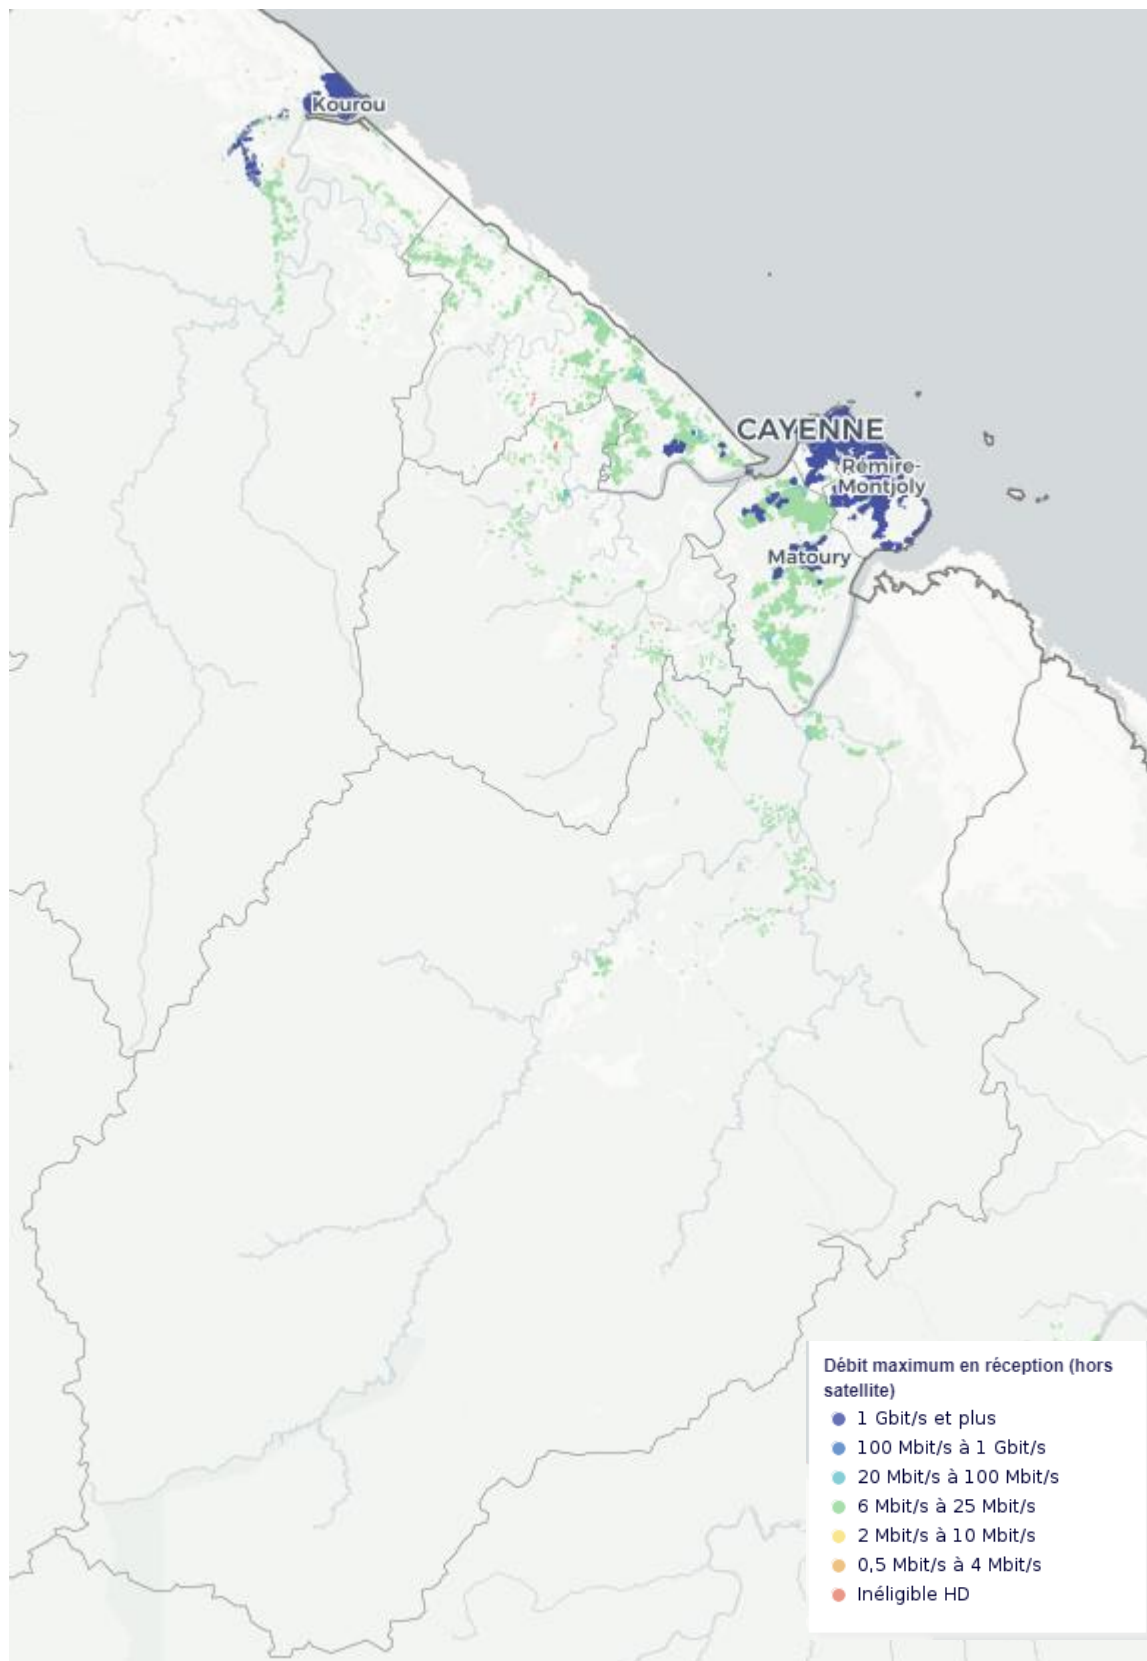 Kourou
CAYENNE
Rémire-
Montjoly
Matoury
Débit maximum en réception (hors
satellite)
1 Gbit/s et plus
100 Mbit/s à 1 Gbit/s
20 Mbit/s à 100 Mbit/s
6 Mbit/s à 25 Mbit/s
2 Mbit/s à 10 Mbit/s
0,5 Mbit/s à 4 Mbit/s
Inéligible HD